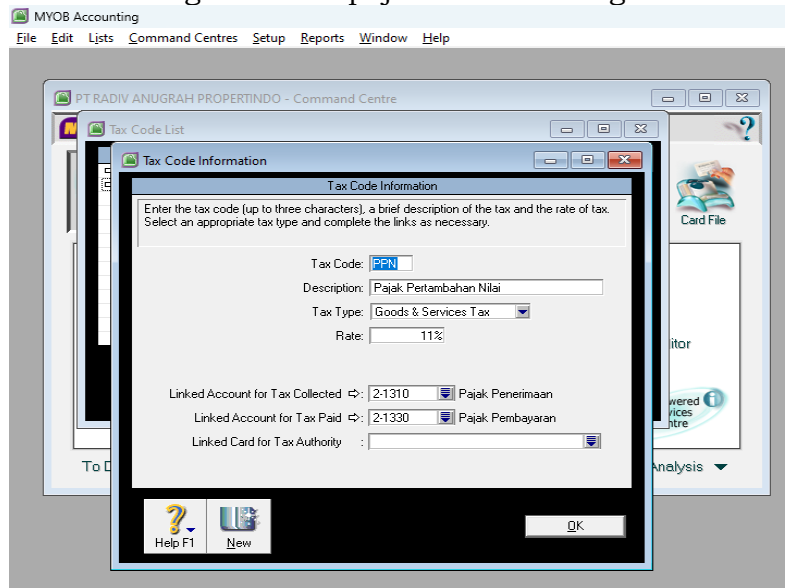 MYOB Accounting
File Edit Lists Command Centres Setup Reports Window Help
PT RADIV ANUGRAH PROPERTINDO - Command Centre
Tax Code List
Tax Code Information
Tax Code Information
Enter the tax code (up to three characters), a brief description of the tax and the rate of tax.
Select an appropriate tax type and complete the links as necessary.
Card File
Tax Code: PPN
Description: Pajak Pertambahan Nilai
Tax Type: Goods & Services Tax
Rate: 11%
itor
Linked Account for Tax Collected ⇨: 2-1310 Pajak Penerimaan
Linked Account for Tax Paid ⇨: 2-1330 Pajak Pembayaran
Linked Card for Tax Authority :
wered
vices
ntre
To D
Analysis
Help F1 New OK